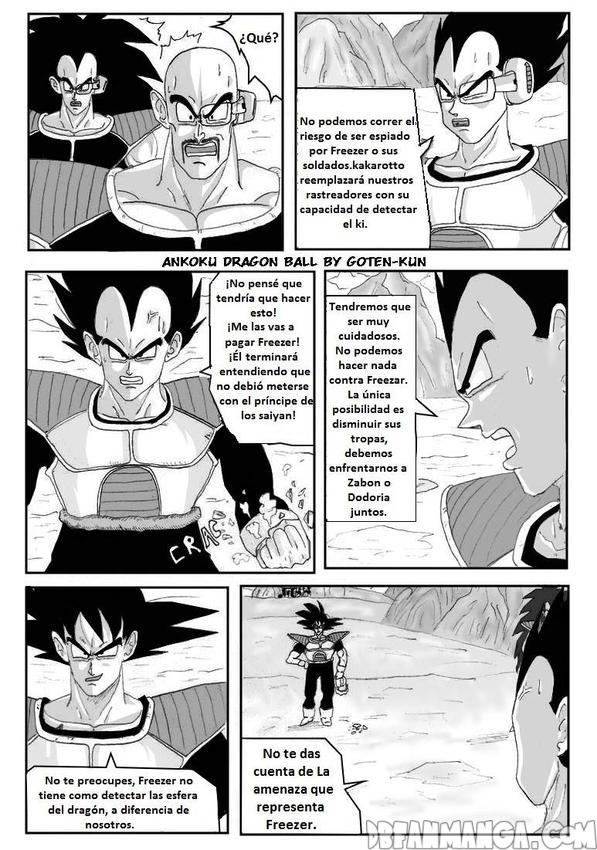 ¿Qué?
No podemos correr el
riesgo de ser espiado
por Freezer o sus
soldados.kakarotto
reemplazará nuestros
rastreadores con su
capacidad de detectar
el ki.
ANKOKU DRAGON BALL BY GOTEN-KUN
¡No pensé que
tendría que hacer
esto!
¡Me las vas a
pagar Freezer!
¡Él terminará
entendiendo que
no debió meterse
con el príncipe de
los saiyan!
CRAC
Tendremos que
ser muy
cuidadosos.
No podemos
hacer nada
contra Freezar.
La única
posibilidad es
disminuir sus
tropas,
debemos
enfrentarnos a
Zabon o
Dodoria
juntos.
No te preocupes, Freezer no
tiene como detectar las esfera
del dragón, a diferencia de
nosotros.
No te das
cuenta de La
amenaza que
representa
Freezer.
DBFANMANGA.COM